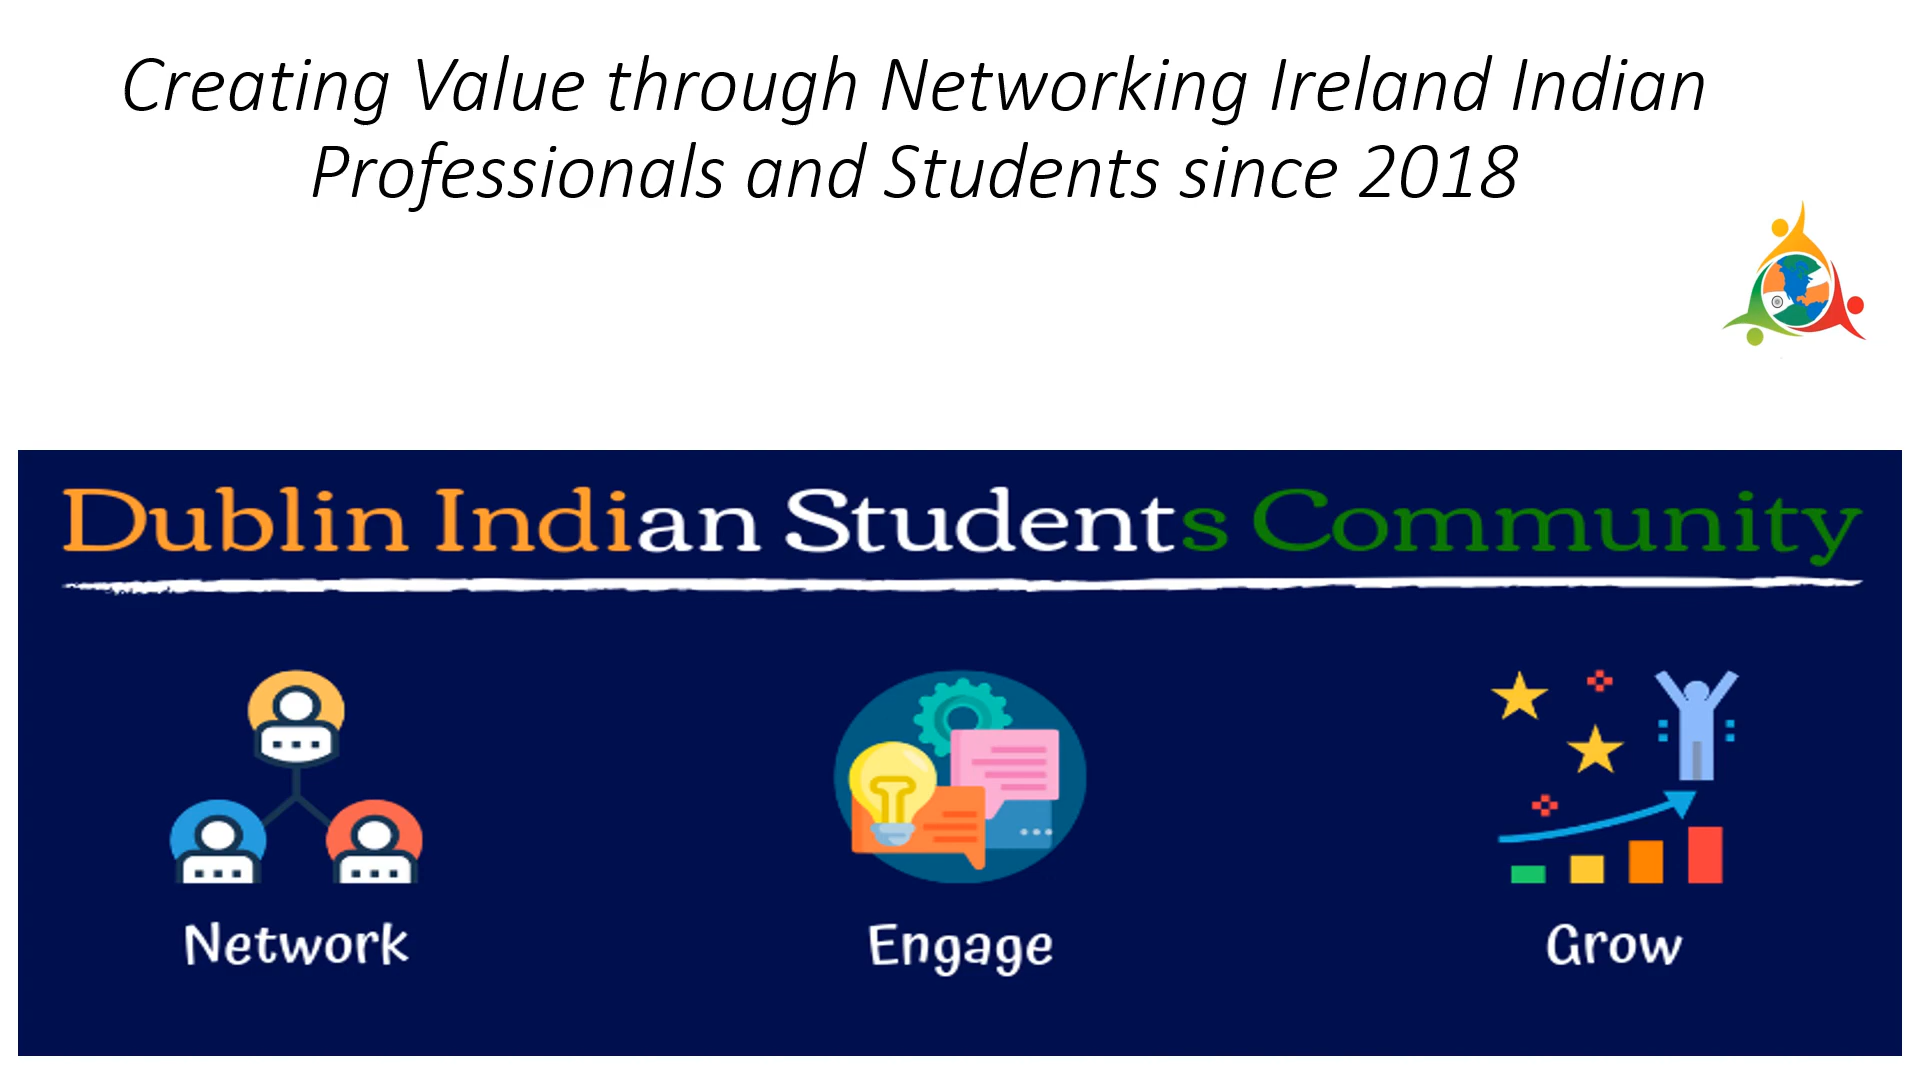 Creating Value through Networking Ireland Indian
Professionals and Students since 2018
Dublin Indian Students Community
Network
Engage
Grow